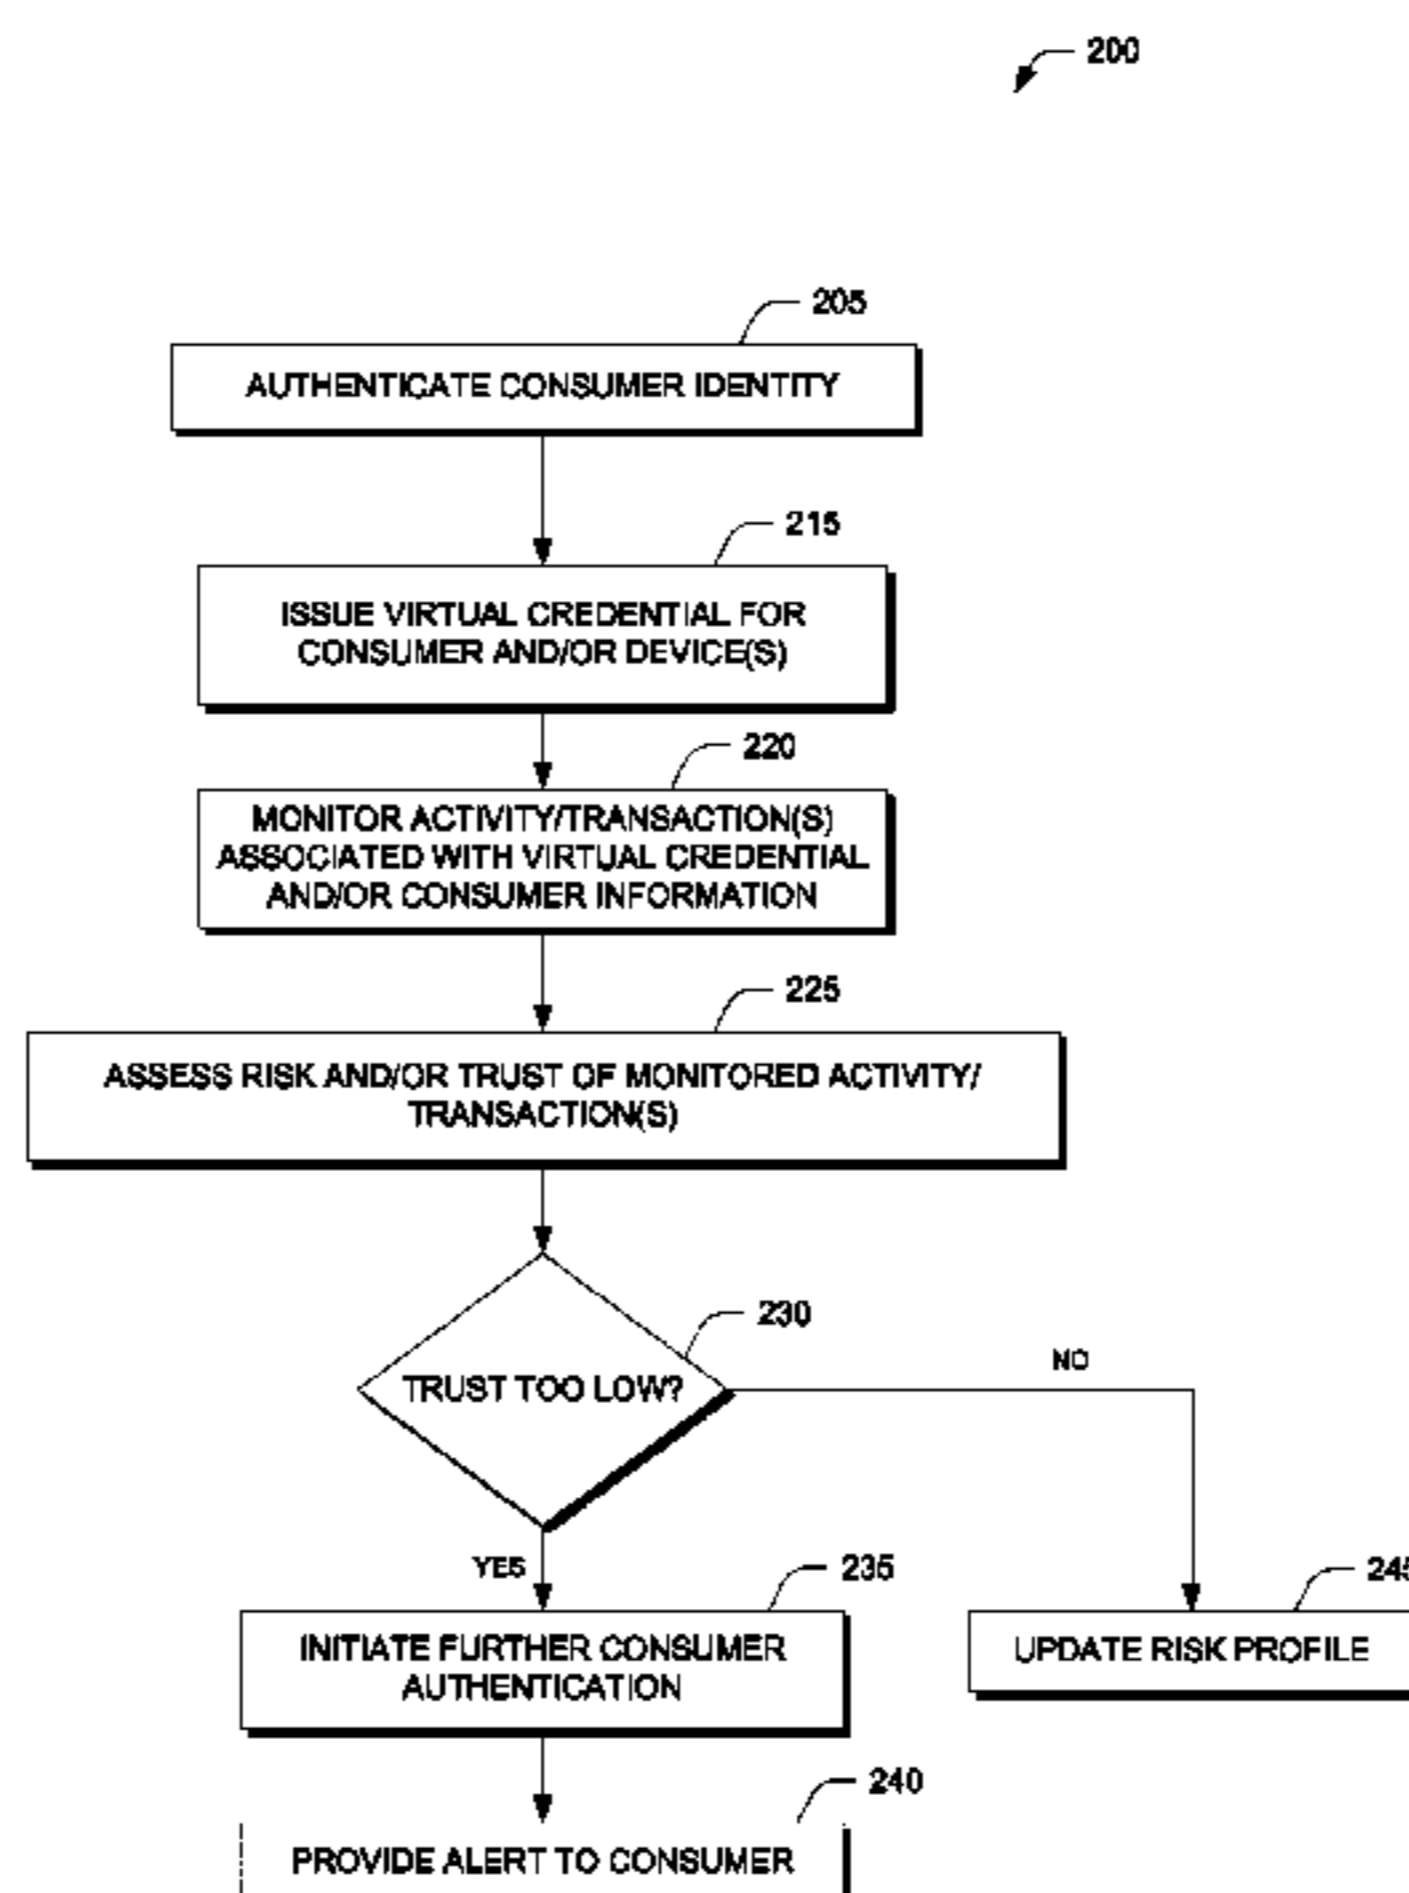 200
205
AUTHENTICATE CONSUMER IDENTITY
215
ISSUE VIRTUAL CREDENTIAL FOR
CONSUMER AND/OR DEVICE(S)
220
MONITOR ACTIVITY/TRANSACTION(S)
ASSOCIATED WITH VIRTUAL CREDENTIAL
AND/OR CONSUMER INFORMATION
225
ASSESS RISK AND/OR TRUST OF MONITORED ACTIVITY/
TRANSACTION(S)
230
TRUST TOO LOW?
NO
YES
235
245
INITIATE FURTHER CONSUMER
AUTHENTICATION
UPDATE RISK PROFILE
240
PROVIDE ALERT TO CONSUMER